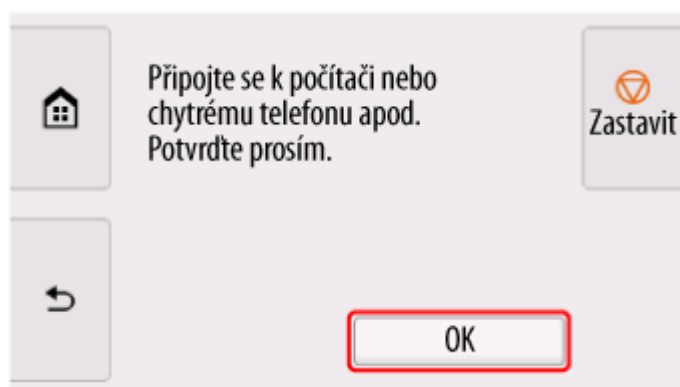 Připojte se k počítači nebo
chytrému telefonu apod.
Potvrďte prosím.
Zastavit
OK